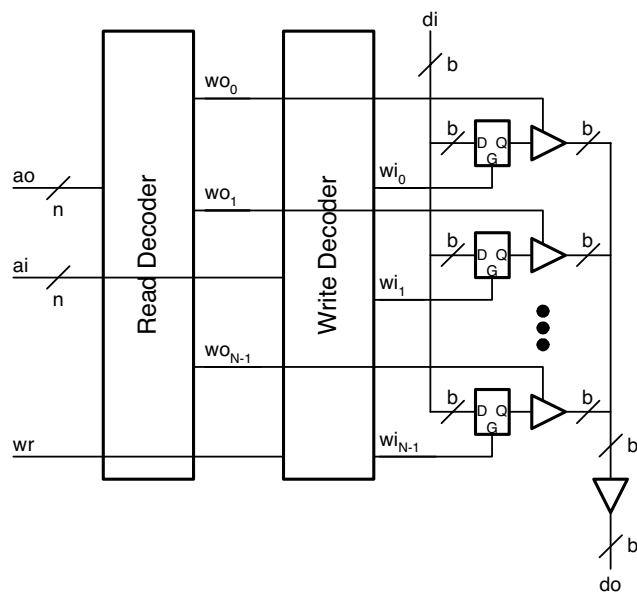 di
b
wo0
b
D Q
G
b
ao
n
wi0
wo1
b
D Q
G
b
ai
n
Read Decoder
Write Decoder
wi1
woN-1
b
D Q
G
b
wr
wiN-1
b
b
do